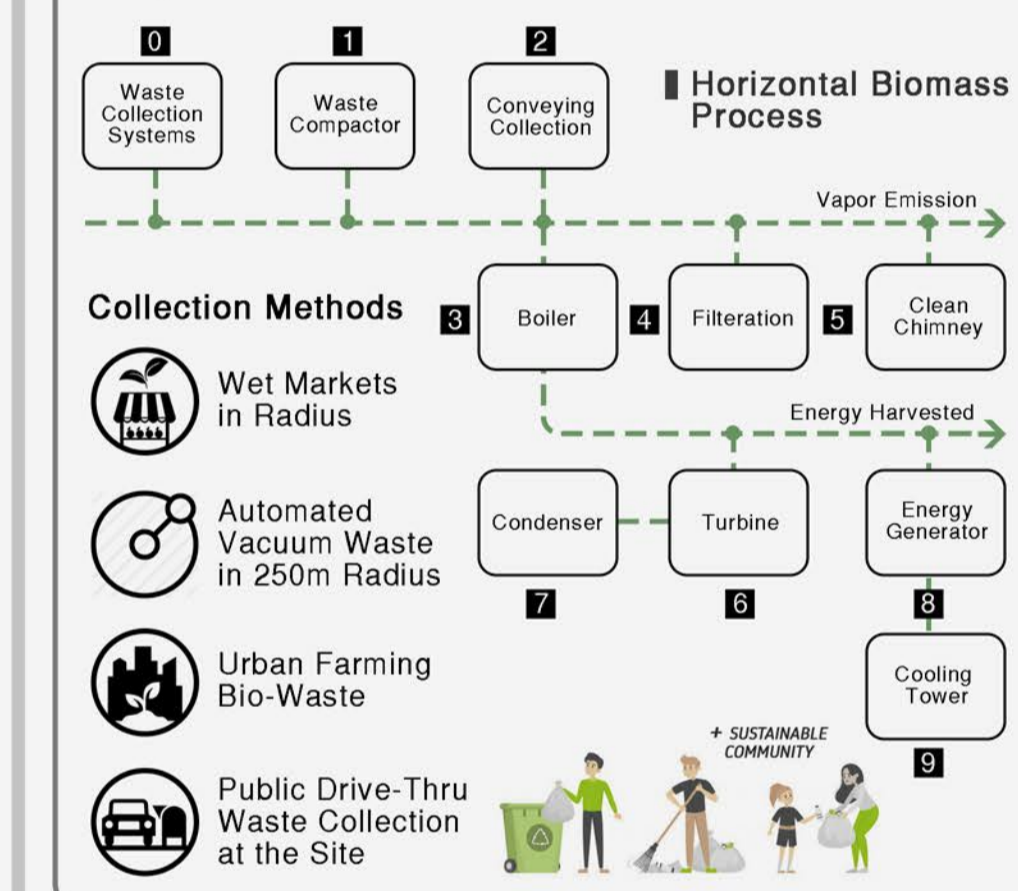 0
1
2
Waste
Collection
Systems
Waste
Compactor
Conveying
Collection
Horizontal Biomass
Process
Vapor Emission
Collection Methods
3
Boiler
4
Filteration
5
Clean
Chimney
Wet Markets
in Radius
Energy Harvested
Automated
Vacuum Waste
in 250m Radius
Condenser
Turbine
Energy
Generator
7
6
8
Urban Farming
Bio-Waste
Cooling
Tower
9
+ SUSTAINABLE
COMMUNITY
Public Drive-Thru
Waste Collection
at the Site